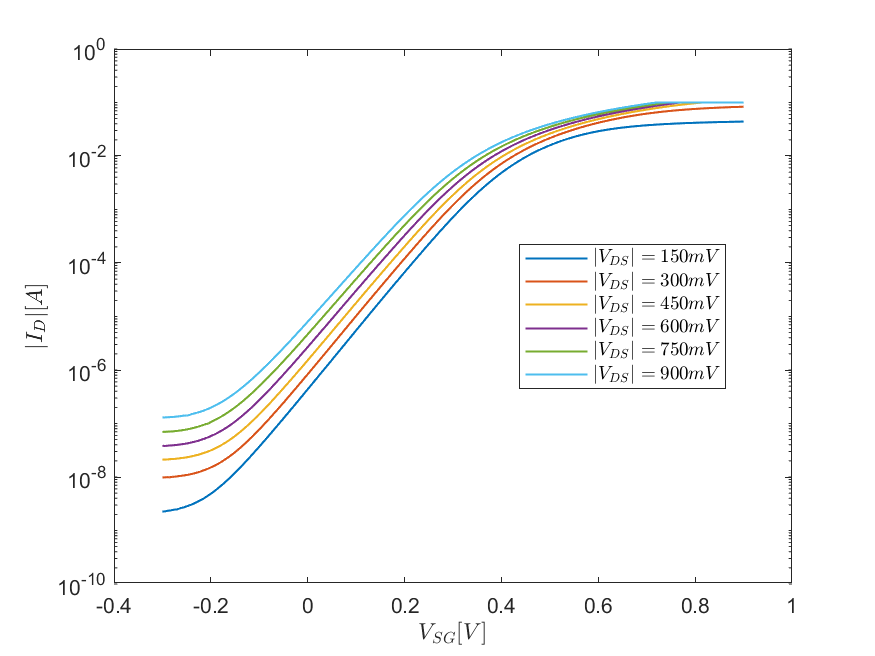 10^0
10^-2
10^-4
10^-6
10^-8
10^-10
|I_D|[A]
|V_DS| = 150mV
|V_DS| = 300mV
|V_DS| = 450mV
|V_DS| = 600mV
|V_DS| = 750mV
|V_DS| = 900mV
-0.4 -0.2 0 0.2 0.4 0.6 0.8 1
V_SG[V]